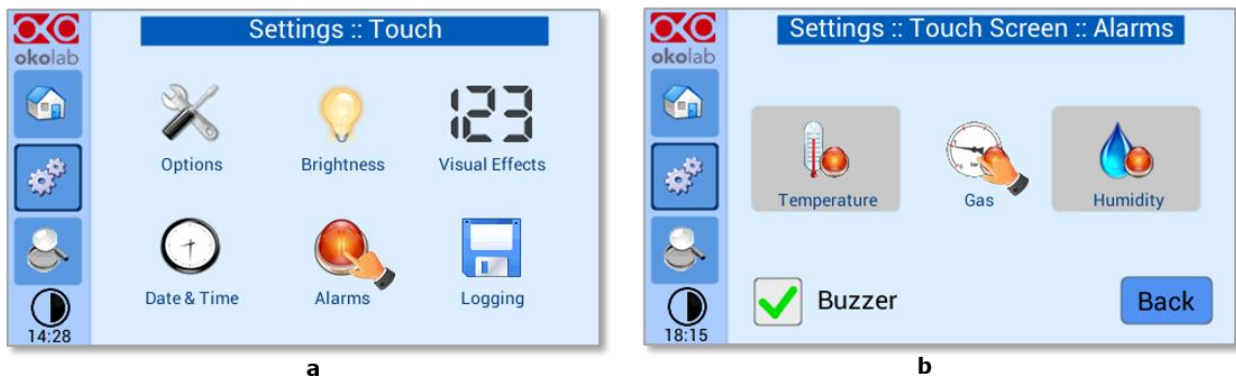 Settings :: Touch
okolab
Options
Brightness
123
Visual Effects
Date & Time
Alarms
Logging
14:28
a
Settings :: Touch Screen :: Alarms
okolab
Temperature
Gas
Humidity
Buzzer
Back
18:15
b